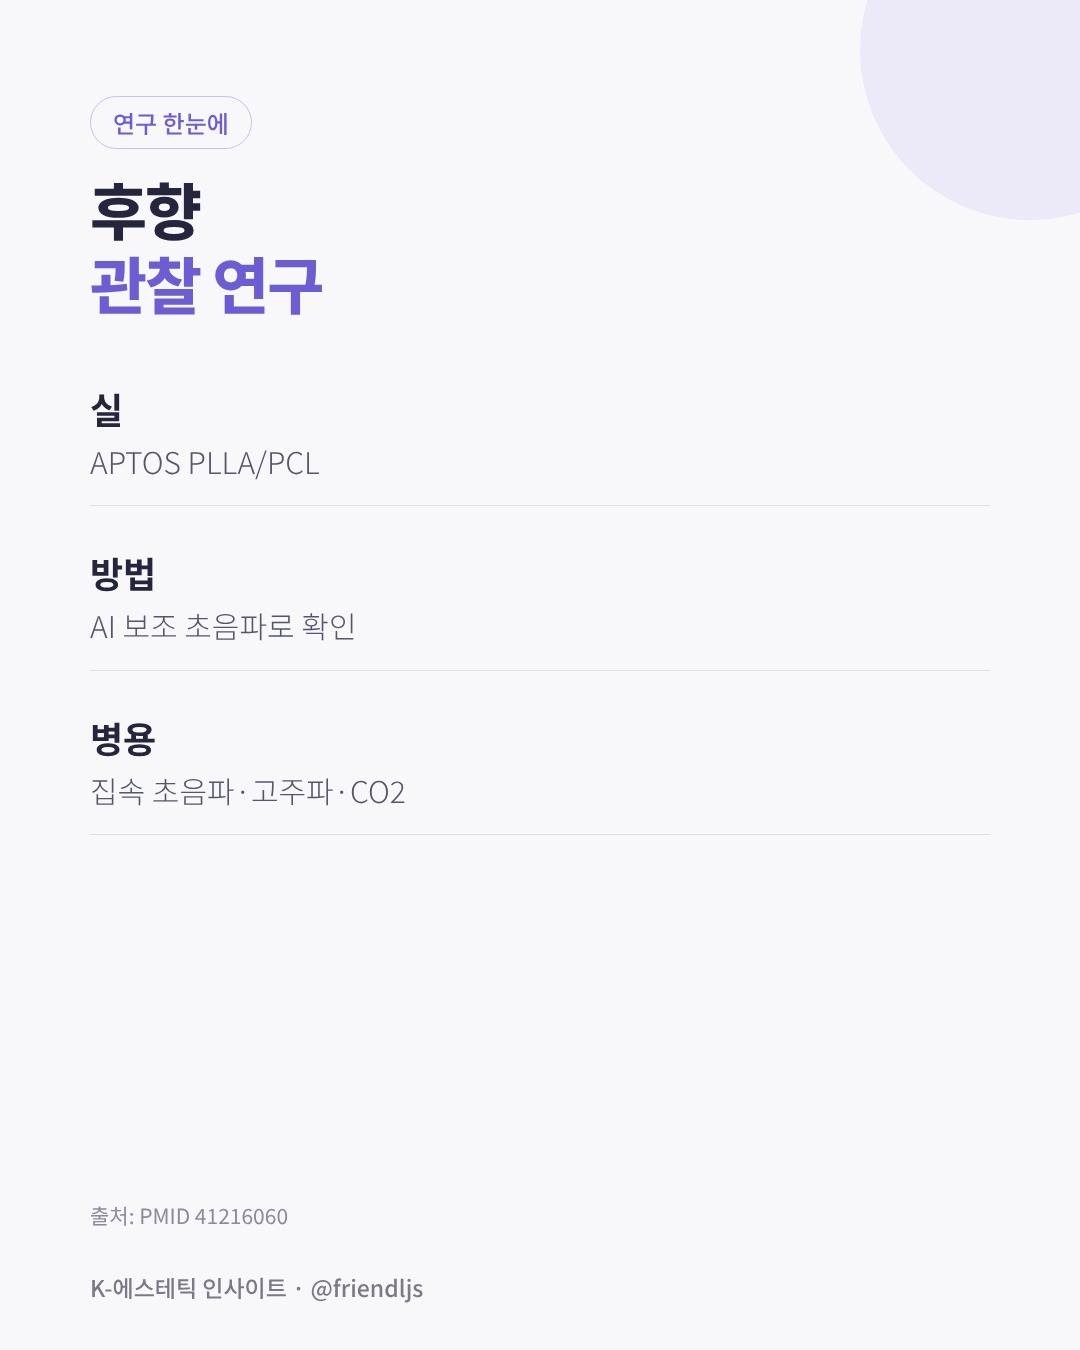 연구 한눈에
후향
관찰 연구
실
APTOS PLLA/PCL
방법
AI 보조 초음파로 확인
병용
집속 초음파·고주파·CO2
출처: PMID 41216060
K-에스테틱 인사이트 · @friendljs